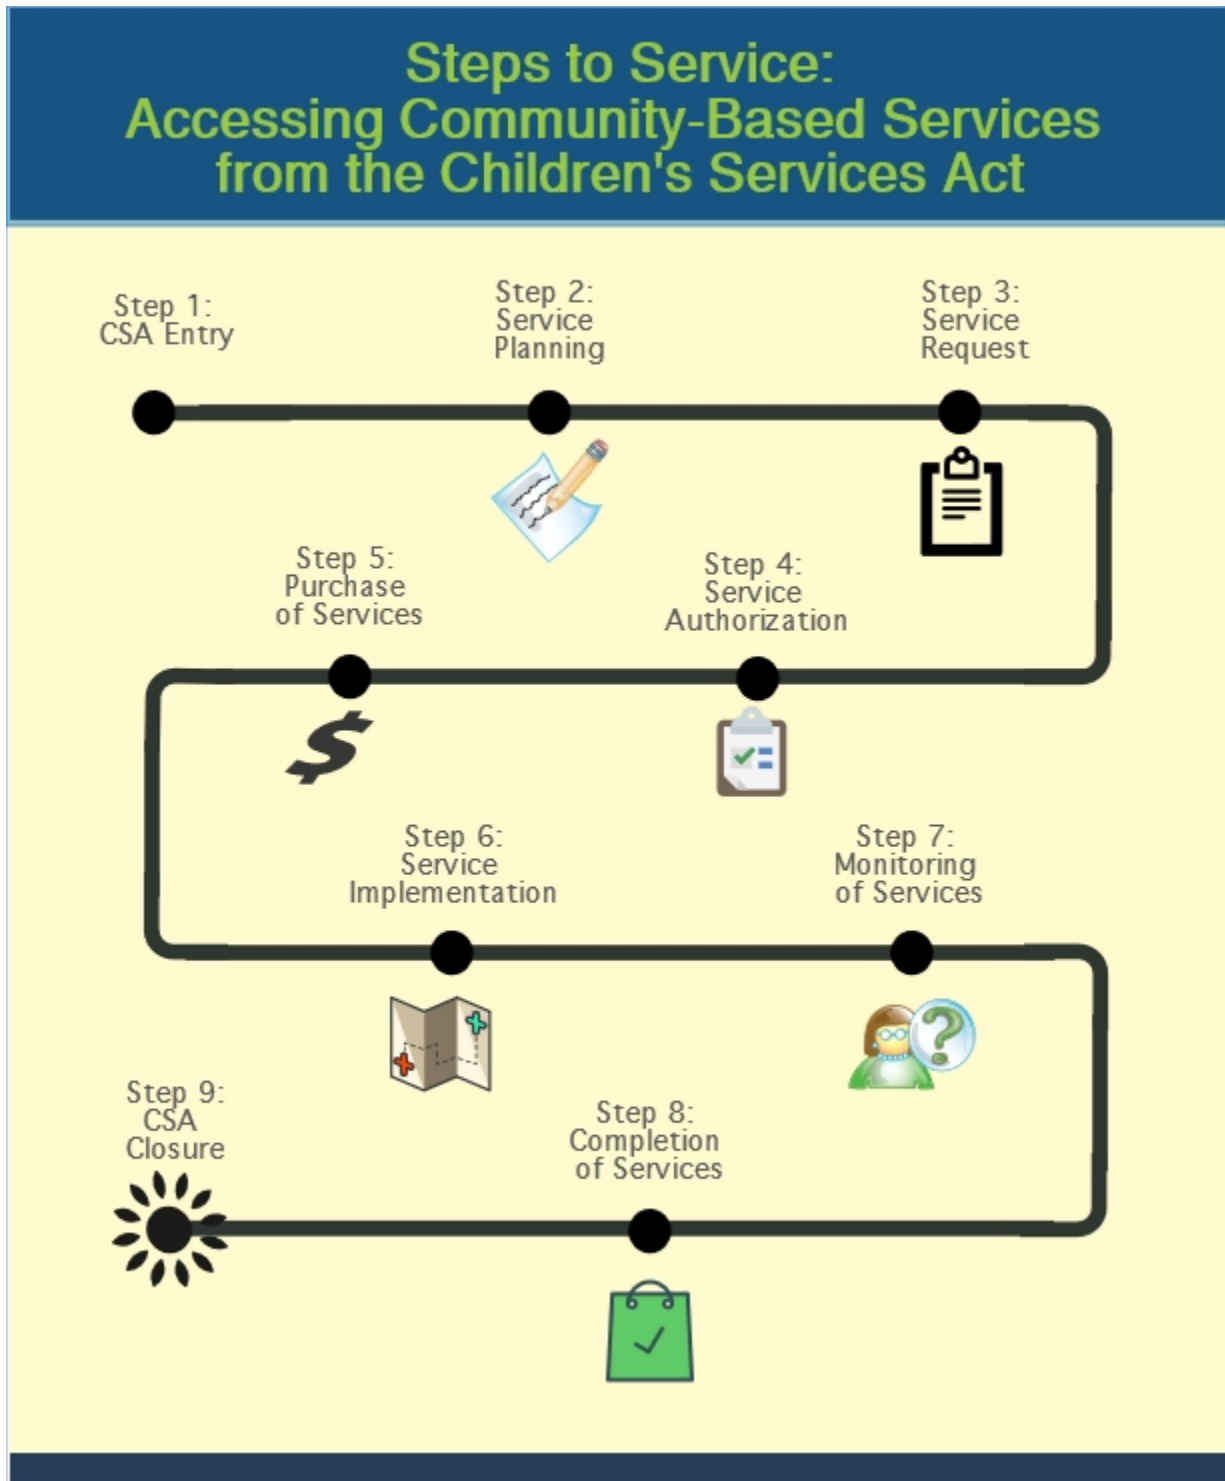 Steps to Service:
Accessing Community-Based Services
from the Children's Services Act
Step 1:
CSA Entry
Step 2:
Service
Planning
Step 3:
Service
Request
Step 4:
Service
Authorization
Step 5:
Purchase
of Services
Step 6:
Service
Implementation
Step 7:
Monitoring
of Services
Step 8:
Completion
of Services
Step 9:
CSA
Closure